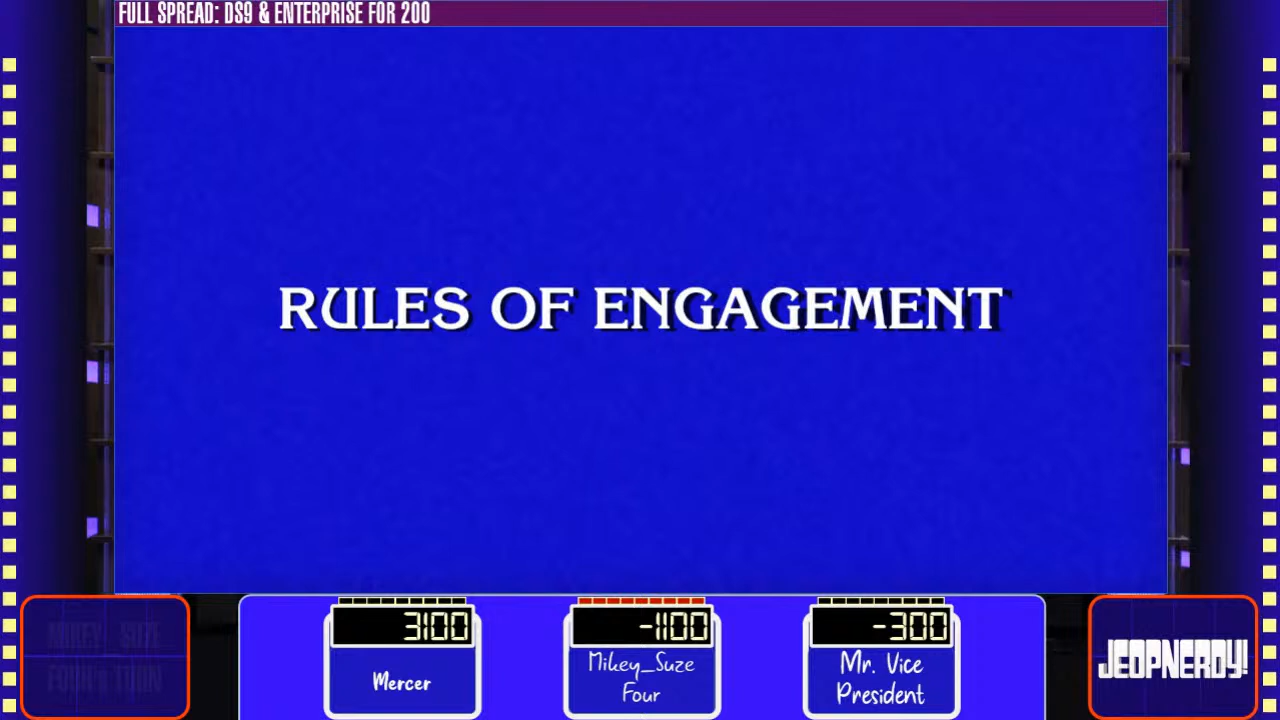 FULL SPREAD: DS9 & ENTERPRISE FOR 200
RULES OF ENGAGEMENT
3100
-1100
-300
Mercer
Mikey_Suze
Four
Mr. Vice
President
MIKEY_SUZE
JEOPNERDY!